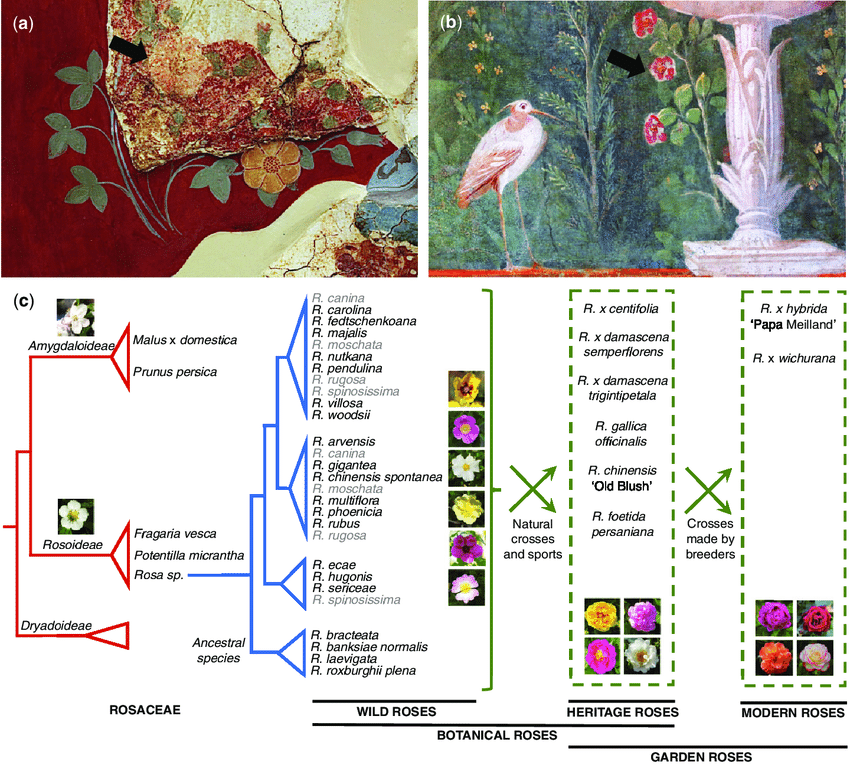 (a)
(b)
(c)
Amygdaloideae
Malus x domestica
Prunus persica
Rosoideae
Fragaria vesca
Potentilla micrantha
Rosa sp.
Dryadoideae
Ancestral
species
R. canina
R. carolina
R. fedtschenkoana
R. majalis
R. moschata
R. nutkana
R. pendulina
R. rugosa
R. spinosissima
R. villosa
R. woodsii
R. arvensis
R. canina
R. gigantea
R. chinensis spontanea
R. moschata
R. multiflora
R. phoenicia
R. rubus
R. rugosa
R. ecae
R. hugonis
R. sericeae
R. spinosissima
R. bracteata
R. banksiae normalis
R. laevigata
R. roxburghii plena
Natural
crosses
and sports
R. x centifolia
R. x damascena
semperflorens
R. x damascena
trigintipetala
R. gallica
officinalis
R. chinensis
'Old Blush'
R. foetida
persaniana
Crosses
made by
breeders
R. x hybrida
'Papa Meilland'
R. x wichurana
ROSACEAE
WILD ROSES
HERITAGE ROSES
MODERN ROSES
BOTANICAL ROSES
GARDEN ROSES